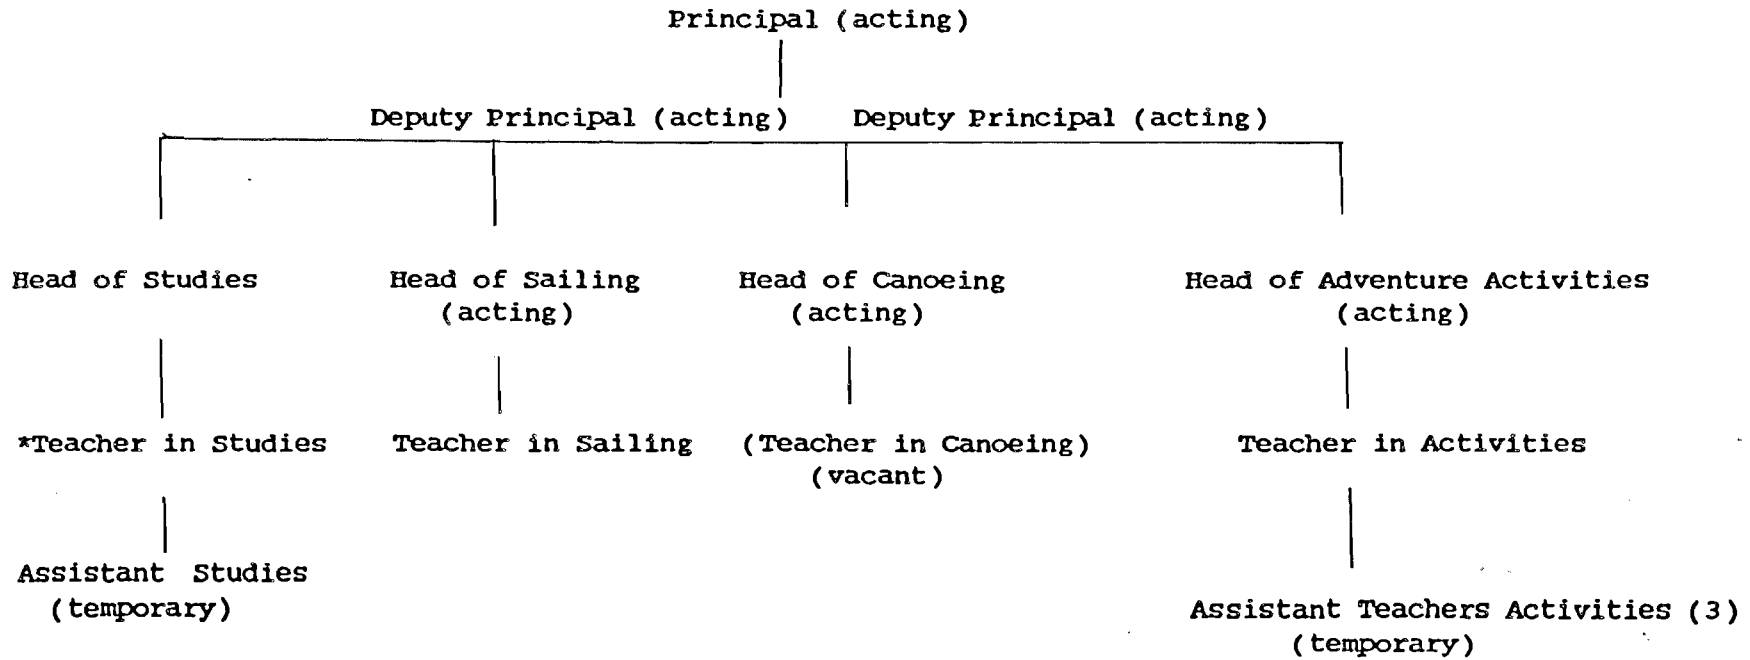 Principal (acting)
Deputy Principal (acting) Deputy Principal (acting)
Head of Studies Head of Sailing Head of Canoeing Head of Adventure Activities
(acting) (acting) (acting)
*Teacher in Studies Teacher in Sailing (Teacher in Canoeing) Teacher in Activities
(vacant)
Assistant Studies
(temporary)
Assistant Teachers Activities (3)
(temporary)